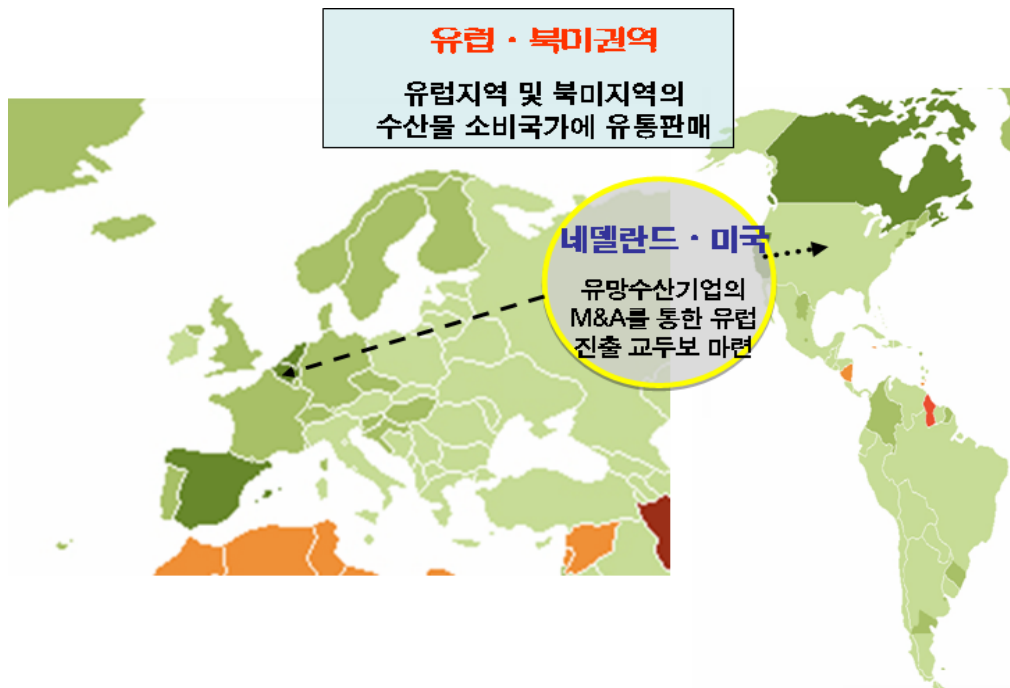 유럽 · 북미권역
유럽지역 및 북미지역의
수산물 소비국가에 유통판매
네델란드 · 미국
유망수산기업의
M&A를 통한 유럽
진출 교두보 마련